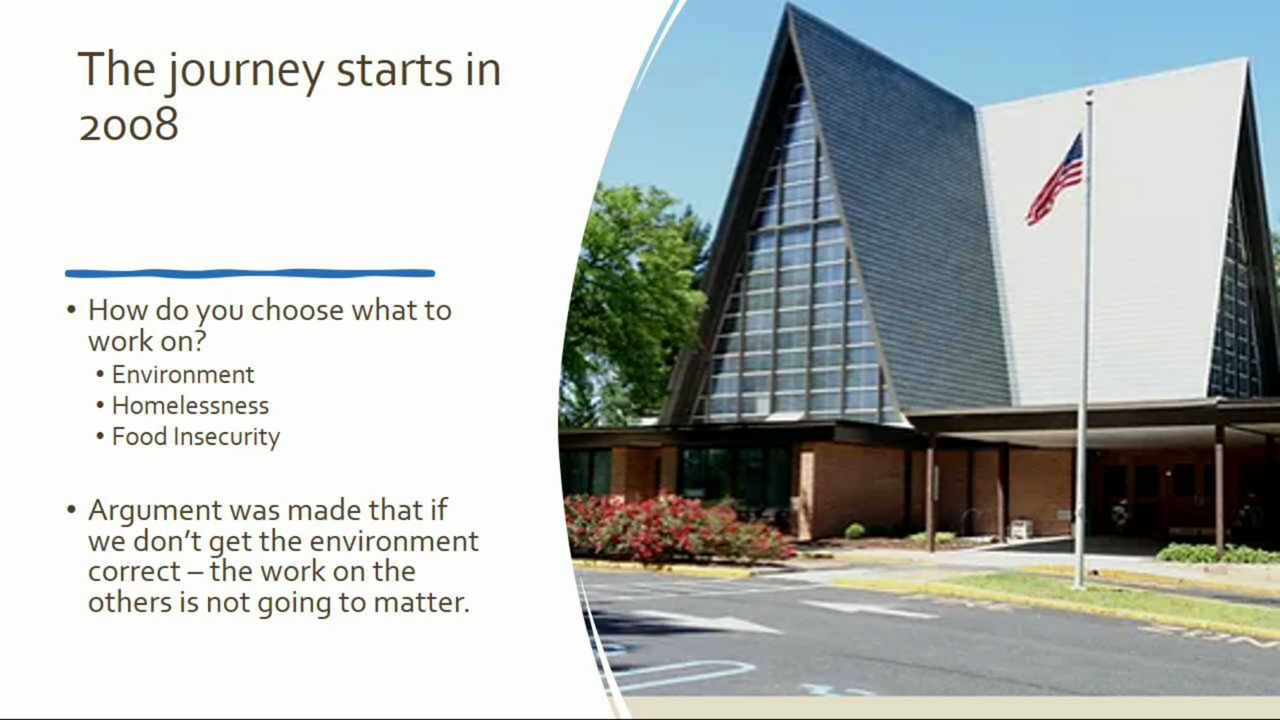 The journey starts in
2008
• How do you choose what to
work on?
• Environment
• Homelessness
• Food Insecurity
• Argument was made that if
we don’t get the environment
correct – the work on the
others is not going to matter.